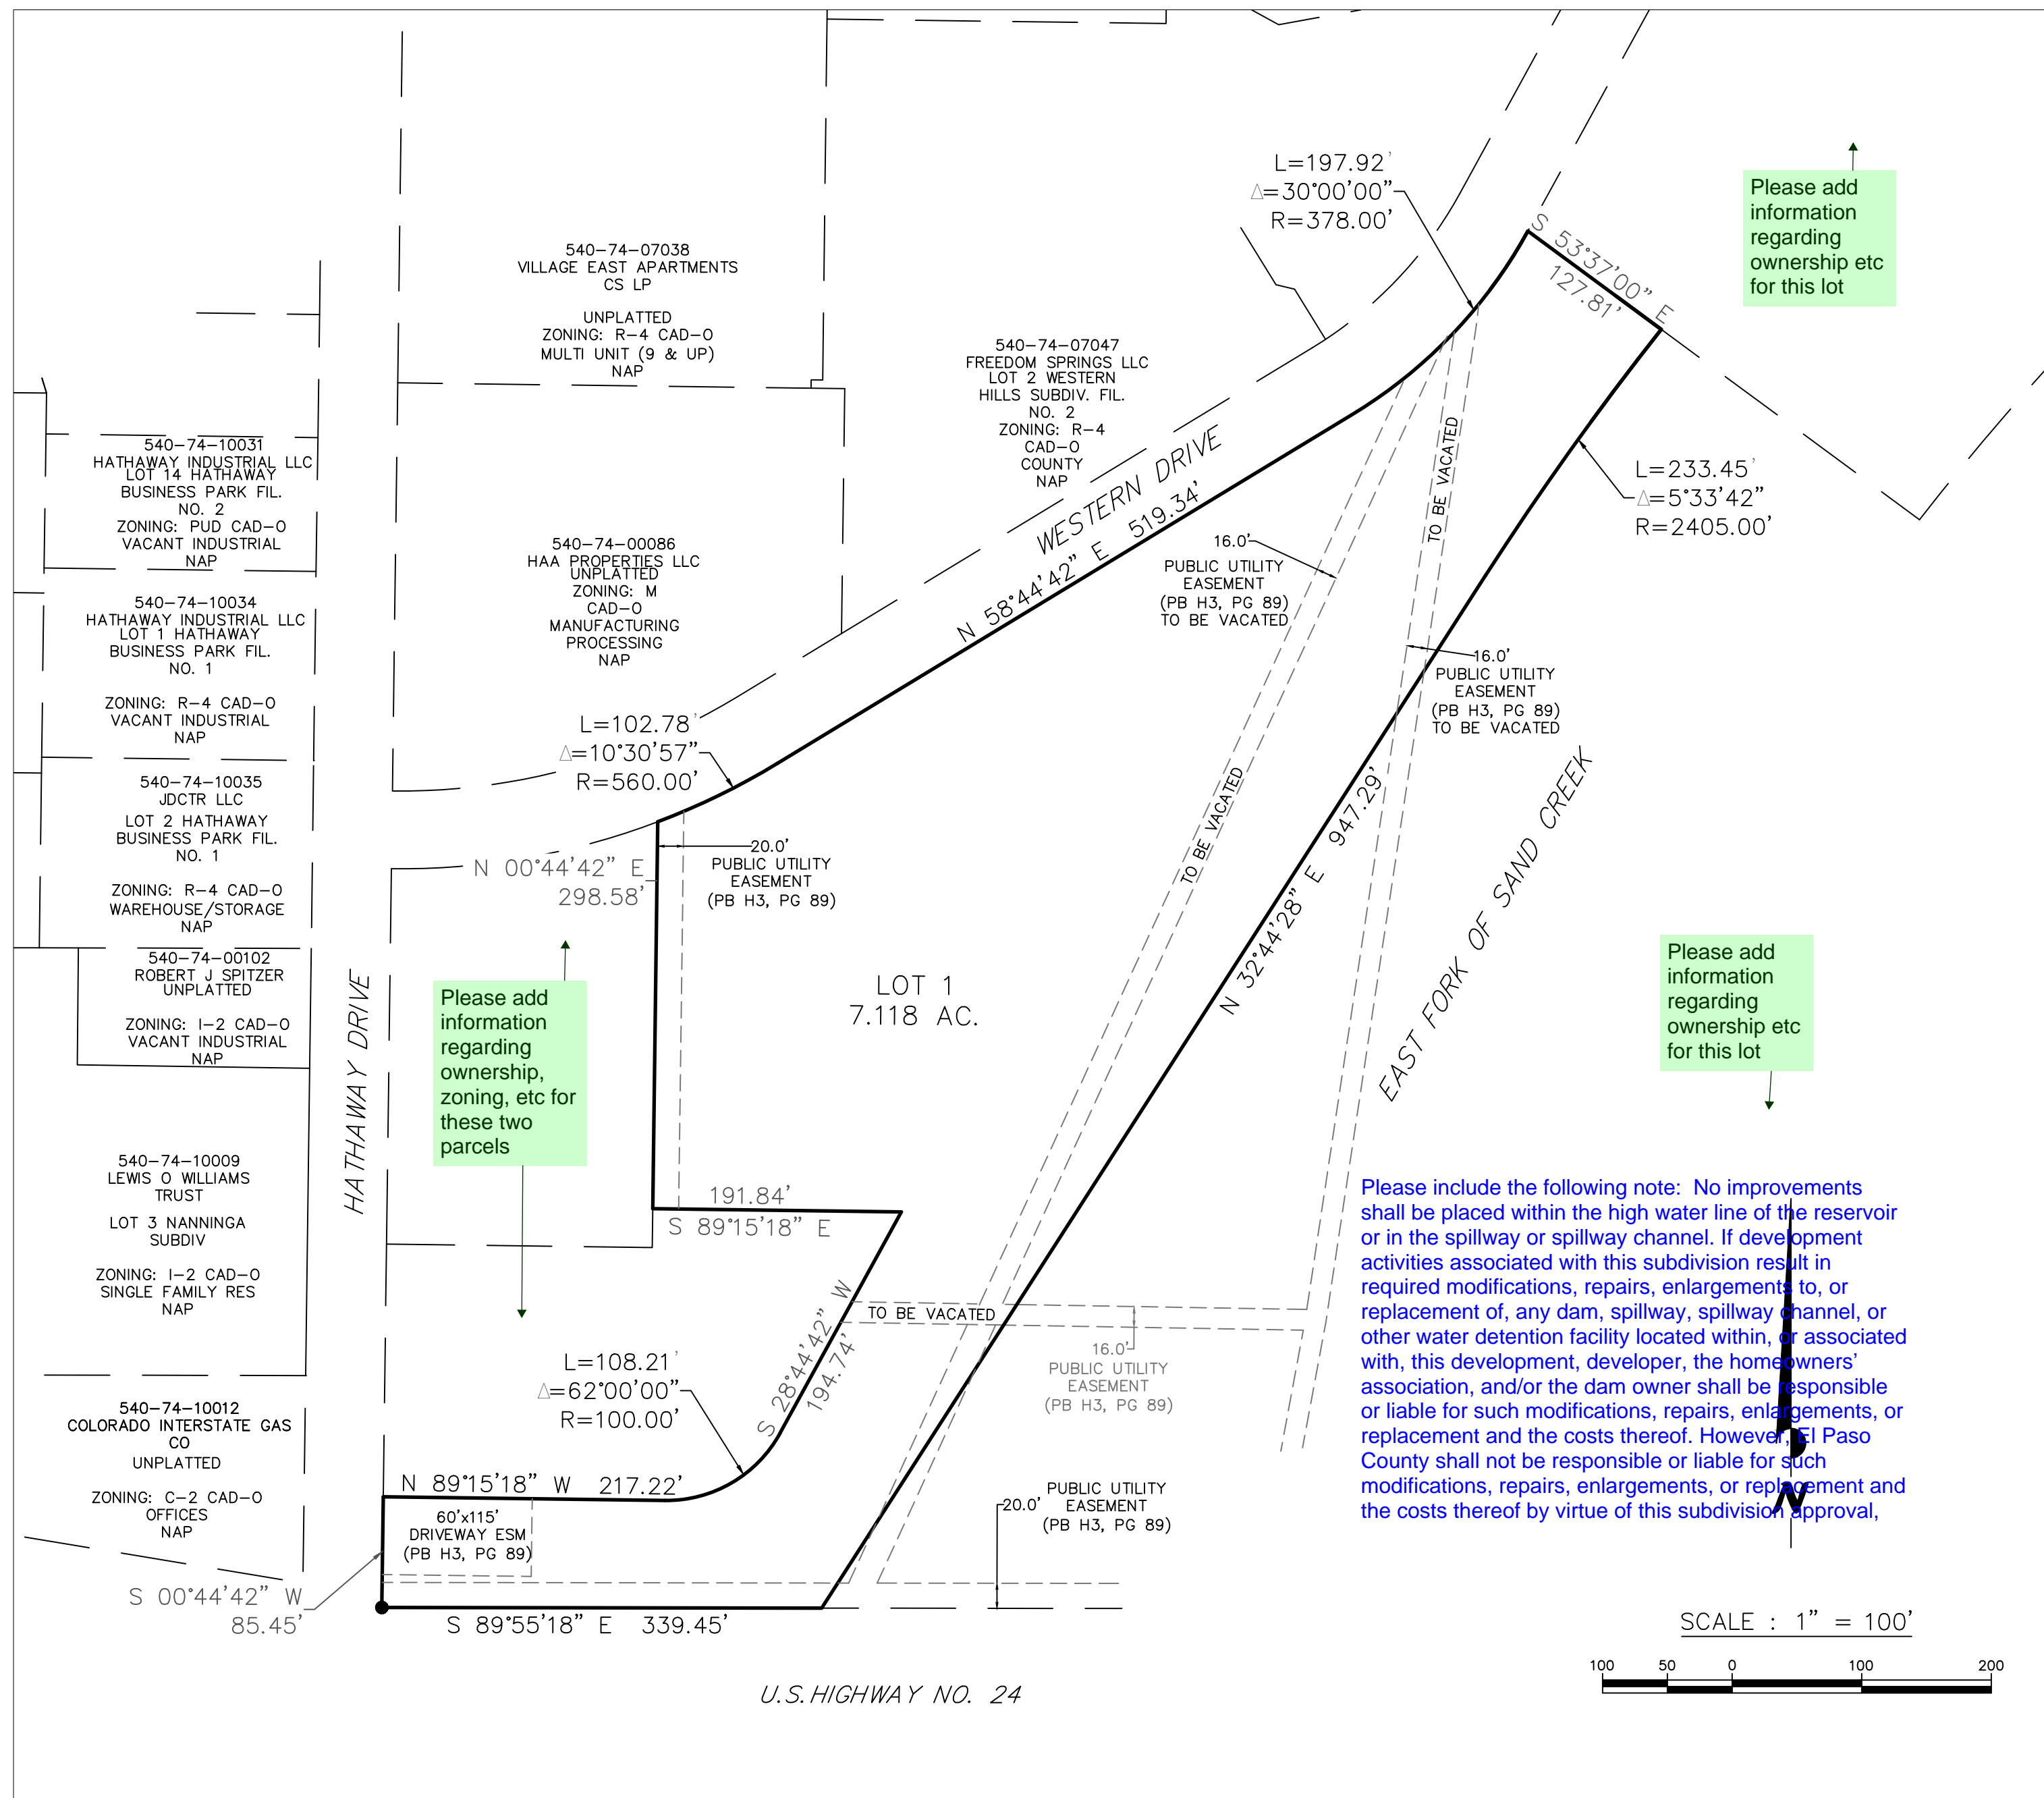 L=197.92'
Δ=30°00'00"
R=378.00'
Please add
information
regarding
ownership etc
for this lot
S 53°37'00" E
127.81'
540-74-07038
VILLAGE EAST APARTMENTS
CS LP
UNPLATTED
ZONING: R-4 CAD-O
MULTI UNIT (9 & UP)
NAP
540-74-07047
FREEDOM SPRINGS LLC
LOT 2 WESTERN
HILLS SUBDIV. FIL.
NO. 2
ZONING: R-4
CAD-O
COUNTY
NAP
540-74-10031
HATHAWAY INDUSTRIAL LLC
LOT 14 HATHAWAY
BUSINESS PARK FIL.
NO. 2
ZONING: PUD CAD-O
VACANT INDUSTRIAL
NAP
L=233.45'
Δ=5°33'42"
R=2405.00'
WESTERN DRIVE
N 58°44'42" E 519.34'
TO BE VACATED
TO BE VACATED
16.0'
PUBLIC UTILITY
EASEMENT
(PB H3, PG 89)
TO BE VACATED
540-74-00086
HAA PROPERTIES LLC
UNPLATTED
ZONING: M
CAD-O
MANUFACTURING
PROCESSING
NAP
540-74-10034
HATHAWAY INDUSTRIAL LLC
LOT 1 HATHAWAY
BUSINESS PARK FIL.
NO. 1
ZONING: R-4 CAD-O
VACANT INDUSTRIAL
NAP
16.0'
PUBLIC UTILITY
EASEMENT
(PB H3, PG 89)
TO BE VACATED
L=102.78'
Δ=10°30'57"
R=560.00'
540-74-10035
JDCTR LLC
LOT 2 HATHAWAY
BUSINESS PARK FIL.
NO. 1
ZONING: R-4 CAD-O
WAREHOUSE/STORAGE
NAP
N 00°44'42" E
298.58'
20.0'
PUBLIC UTILITY
EASEMENT
(PB H3, PG 89)
TO BE VACATED
N 32°44'28" E 947.29'
EAST FORK OF SAND CREEK
540-74-00102
ROBERT J SPITZER
UNPLATTED
ZONING: I-2 CAD-O
VACANT INDUSTRIAL
NAP
HATHAWAY DRIVE
Please add
information
regarding
ownership,
zoning, etc for
these two
parcels
LOT 1
7.118 AC.
Please add
information
regarding
ownership etc
for this lot
540-74-10009
LEWIS O WILLIAMS
TRUST
LOT 3 NANNINGA
SUBDIV
ZONING: I-2 CAD-O
SINGLE FAMILY RES
NAP
191.84'
S 89°15'18" E
Please include the following note:  No improvements
shall be placed within the high water line of the reservoir
or in the spillway or spillway channel. If development
activities associated with this subdivision result in
required modifications, repairs, enlargements to, or
replacement of, any dam, spillway, spillway channel, or
other water detention facility located within, or associated
with, this development, developer, the homeowners'
association, and/or the dam owner shall be responsible
or liable for such modifications, repairs, enlargements, or
replacement and the costs thereof. However, El Paso
County shall not be responsible or liable for such
modifications, repairs, enlargements, or replacement and
the costs thereof by virtue of this subdivision approval,
N
TO BE VACATED
S 28°44'42" W
194.74'
16.0'
PUBLIC UTILITY
EASEMENT
(PB H3, PG 89)
L=108.21'
Δ=62°00'00"
R=100.00'
540-74-10012
COLORADO INTERSTATE GAS
CO
UNPLATTED
ZONING: C-2 CAD-O
OFFICES
NAP
N 89°15'18" W 217.22'
60'x115'
DRIVEWAY ESM
(PB H3, PG 89)
20.0'
PUBLIC UTILITY
EASEMENT
(PB H3, PG 89)
S 00°44'42" W
85.45'
S 89°55'18" E 339.45'
U.S.HIGHWAY NO. 24
SCALE : 1" = 100'
100 50 0 100 200